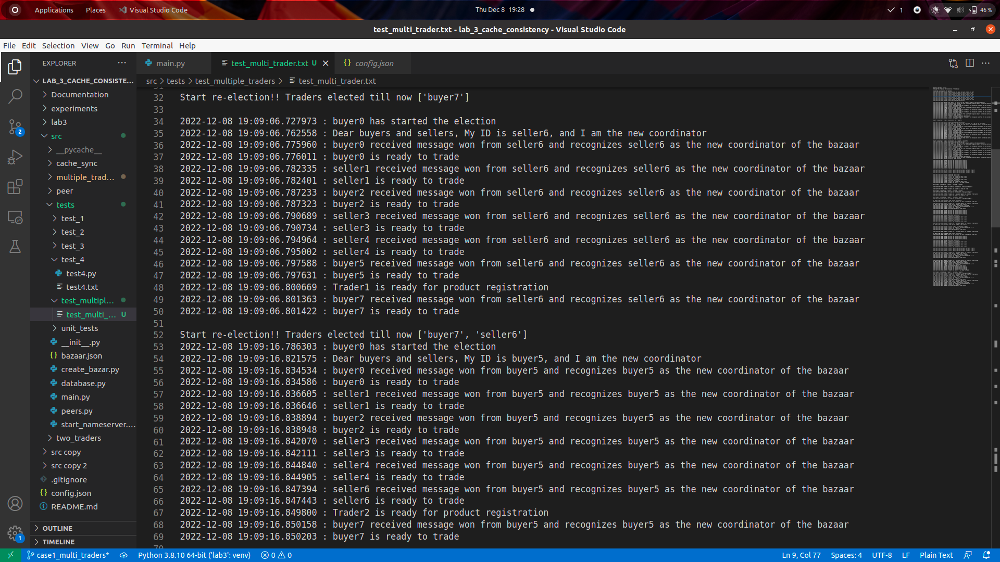 Applications Places Visual Studio Code Thu Dec 8 19:28 1 46 %
test_multi_trader.txt - lab_3_cache_consistency - Visual Studio Code
File Edit Selection View Go Run Terminal Help
EXPLORER
main.py
test_multi_trader.txt U
config.json
LAB_3_CACHE_CONSISTE...
src > tests > test_multiple_traders > test_multi_trader.txt
Documentation
experiments
lab3
src
__pycache__
cache_sync
multiple_trad...
peer
tests
test_1
test_2
test_3
test_4
test4.py
test4.txt
test_multipl...
test_multi_... U
unit_tests
__init__.py
bazaar.json
create_bazar.py
database.py
main.py
peers.py
start_nameserver....
two_traders
src copy
src copy 2
.gitignore
config.json
README.md
OUTLINE
TIMELINE
2
1
32 Start re-election!! Traders elected till now ['buyer7']
33
34 2022-12-08 19:09:06.727973 : buyer0 has started the election
35 2022-12-08 19:09:06.762558 : Dear buyers and sellers, My ID is seller6, and I am the new coordinator
36 2022-12-08 19:09:06.775960 : buyer0 received message won from seller6 and recognizes seller6 as the new coordinator of the bazaar
37 2022-12-08 19:09:06.776011 : buyer0 is ready to trade
38 2022-12-08 19:09:06.782335 : seller1 received message won from seller6 and recognizes seller6 as the new coordinator of the bazaar
39 2022-12-08 19:09:06.782401 : seller1 is ready to trade
40 2022-12-08 19:09:06.787233 : buyer2 received message won from seller6 and recognizes seller6 as the new coordinator of the bazaar
41 2022-12-08 19:09:06.787323 : buyer2 is ready to trade
42 2022-12-08 19:09:06.790689 : seller3 received message won from seller6 and recognizes seller6 as the new coordinator of the bazaar
43 2022-12-08 19:09:06.790734 : seller3 is ready to trade
44 2022-12-08 19:09:06.794964 : seller4 received message won from seller6 and recognizes seller6 as the new coordinator of the bazaar
45 2022-12-08 19:09:06.795002 : seller4 is ready to trade
46 2022-12-08 19:09:06.797588 : buyer5 received message won from seller6 and recognizes seller6 as the new coordinator of the bazaar
47 2022-12-08 19:09:06.797631 : buyer5 is ready to trade
48 2022-12-08 19:09:06.800669 : Trader1 is ready for product registration
49 2022-12-08 19:09:06.801363 : buyer7 received message won from seller6 and recognizes seller6 as the new coordinator of the bazaar
50 2022-12-08 19:09:06.801422 : buyer7 is ready to trade
51
52 Start re-election!! Traders elected till now ['buyer7', 'seller6']
53 2022-12-08 19:09:16.786303 : buyer0 has started the election
54 2022-12-08 19:09:16.821575 : Dear buyers and sellers, My ID is buyer5, and I am the new coordinator
55 2022-12-08 19:09:16.834534 : buyer0 received message won from buyer5 and recognizes buyer5 as the new coordinator of the bazaar
56 2022-12-08 19:09:16.834586 : buyer0 is ready to trade
57 2022-12-08 19:09:16.836605 : seller1 received message won from buyer5 and recognizes buyer5 as the new coordinator of the bazaar
58 2022-12-08 19:09:16.836646 : seller1 is ready to trade
59 2022-12-08 19:09:16.838894 : buyer2 received message won from buyer5 and recognizes buyer5 as the new coordinator of the bazaar
60 2022-12-08 19:09:16.838948 : buyer2 is ready to trade
61 2022-12-08 19:09:16.842070 : seller3 received message won from buyer5 and recognizes buyer5 as the new coordinator of the bazaar
62 2022-12-08 19:09:16.842111 : seller3 is ready to trade
63 2022-12-08 19:09:16.844840 : seller4 received message won from buyer5 and recognizes buyer5 as the new coordinator of the bazaar
64 2022-12-08 19:09:16.844905 : seller4 is ready to trade
65 2022-12-08 19:09:16.847394 : seller6 received message won from buyer5 and recognizes buyer5 as the new coordinator of the bazaar
66 2022-12-08 19:09:16.847443 : seller6 is ready to trade
67 2022-12-08 19:09:16.849800 : Trader2 is ready for product registration
68 2022-12-08 19:09:16.850158 : buyer7 received message won from buyer5 and recognizes buyer5 as the new coordinator of the bazaar
69 2022-12-08 19:09:16.850203 : buyer7 is ready to trade
case1_multi_traders* Python 3.8.10 64-bit ('lab3': venv) 0 0 Ln 9, Col 77 Spaces: 4 UTF-8 LF Plain Text